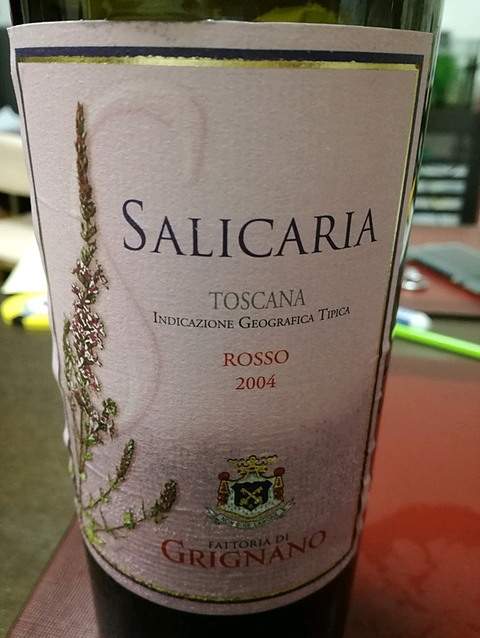 SALICARIA
TOSCANA
INDICAZIONE GEOGRAFICA TIPICA
ROSSO
2004
FATTORIA DI
GRIGNANO